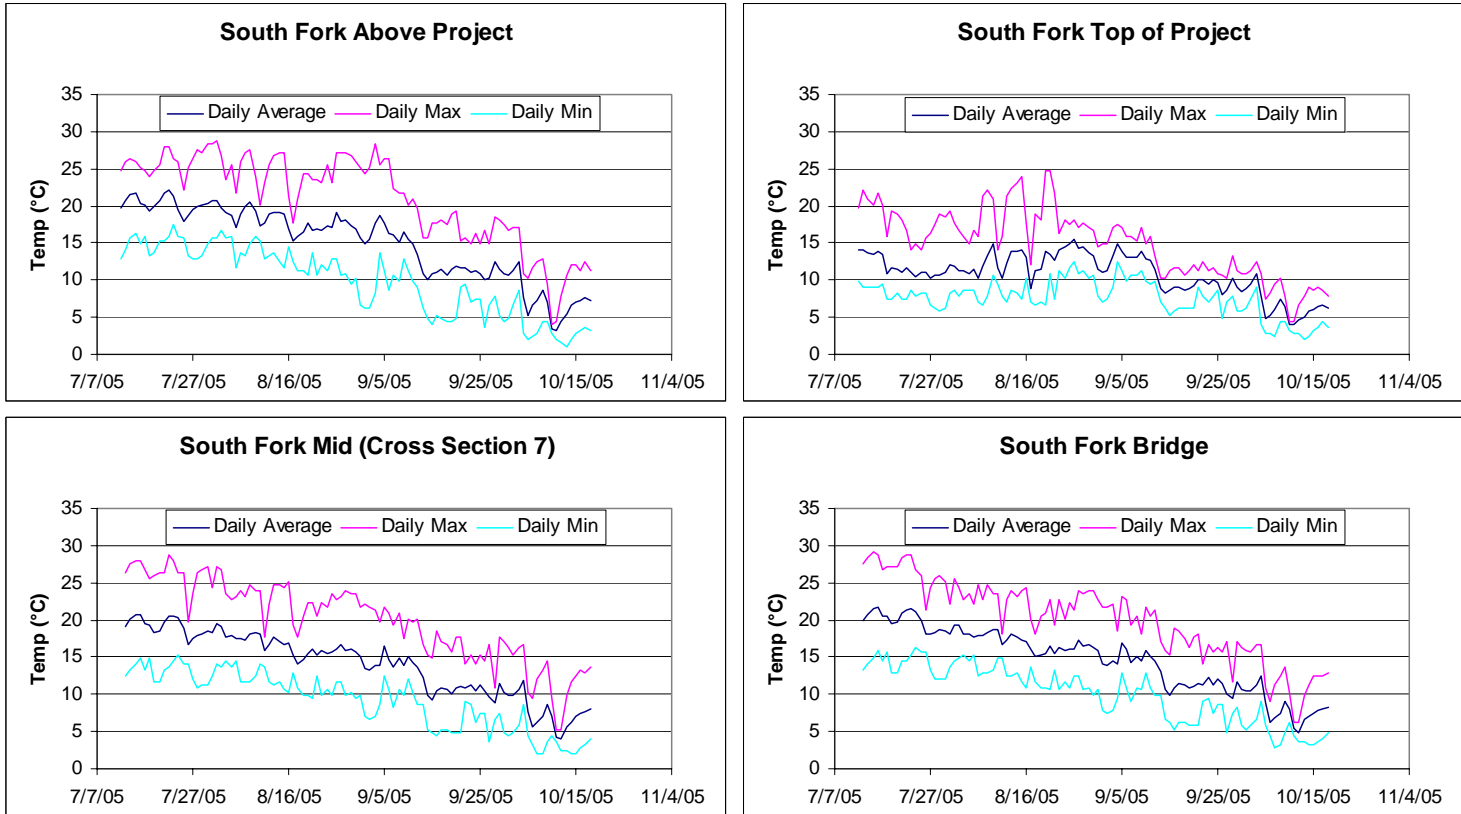 South Fork Above Project
Temp (°C)
35
30
25
20
15
10
5
0
Daily Average Daily Max Daily Min
7/7/05 7/27/05 8/16/05 9/5/05 9/25/05 10/15/05 11/4/05
South Fork Top of Project
Temp (°C)
35
30
25
20
15
10
5
0
Daily Average Daily Max Daily Min
7/7/05 7/27/05 8/16/05 9/5/05 9/25/05 10/15/05 11/4/05
South Fork Mid (Cross Section 7)
Temp (°C)
35
30
25
20
15
10
5
0
Daily Average Daily Max Daily Min
7/7/05 7/27/05 8/16/05 9/5/05 9/25/05 10/15/05 11/4/05
South Fork Bridge
Temp (°C)
35
30
25
20
15
10
5
0
Daily Average Daily Max Daily Min
7/7/05 7/27/05 8/16/05 9/5/05 9/25/05 10/15/05 11/4/05